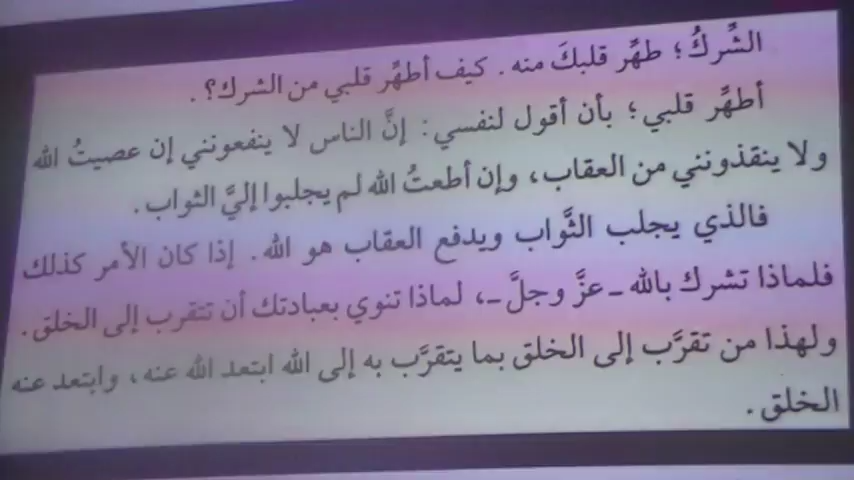 الشِّركُ؛ طهِّر قلبكَ منه. كيف أطهِّر قلبي من الشرك؟.
أطهِّر قلبي؛ بأن أقول لنفسي: إنَّ الناس لا ينفعونني إن عصيتُ الله
ولا ينقذونني من العقاب، وإن أطعتُ الله لم يجلبوا إليَّ الثواب.
فالذي يجلب الثَّواب ويدفع العقاب هو الله. إذا كان الأمر كذلك
فلماذا تشرك بالله ـ عزَّ وجلَّ ـ، لماذا تنوي بعبادتك أن تتقرب إلى الخلق.
ولهذا من تقرَّب إلى الخلق بما يتقرَّب به إلى الله ابتعد الله عنه، وابتعد عنه
الخلق.